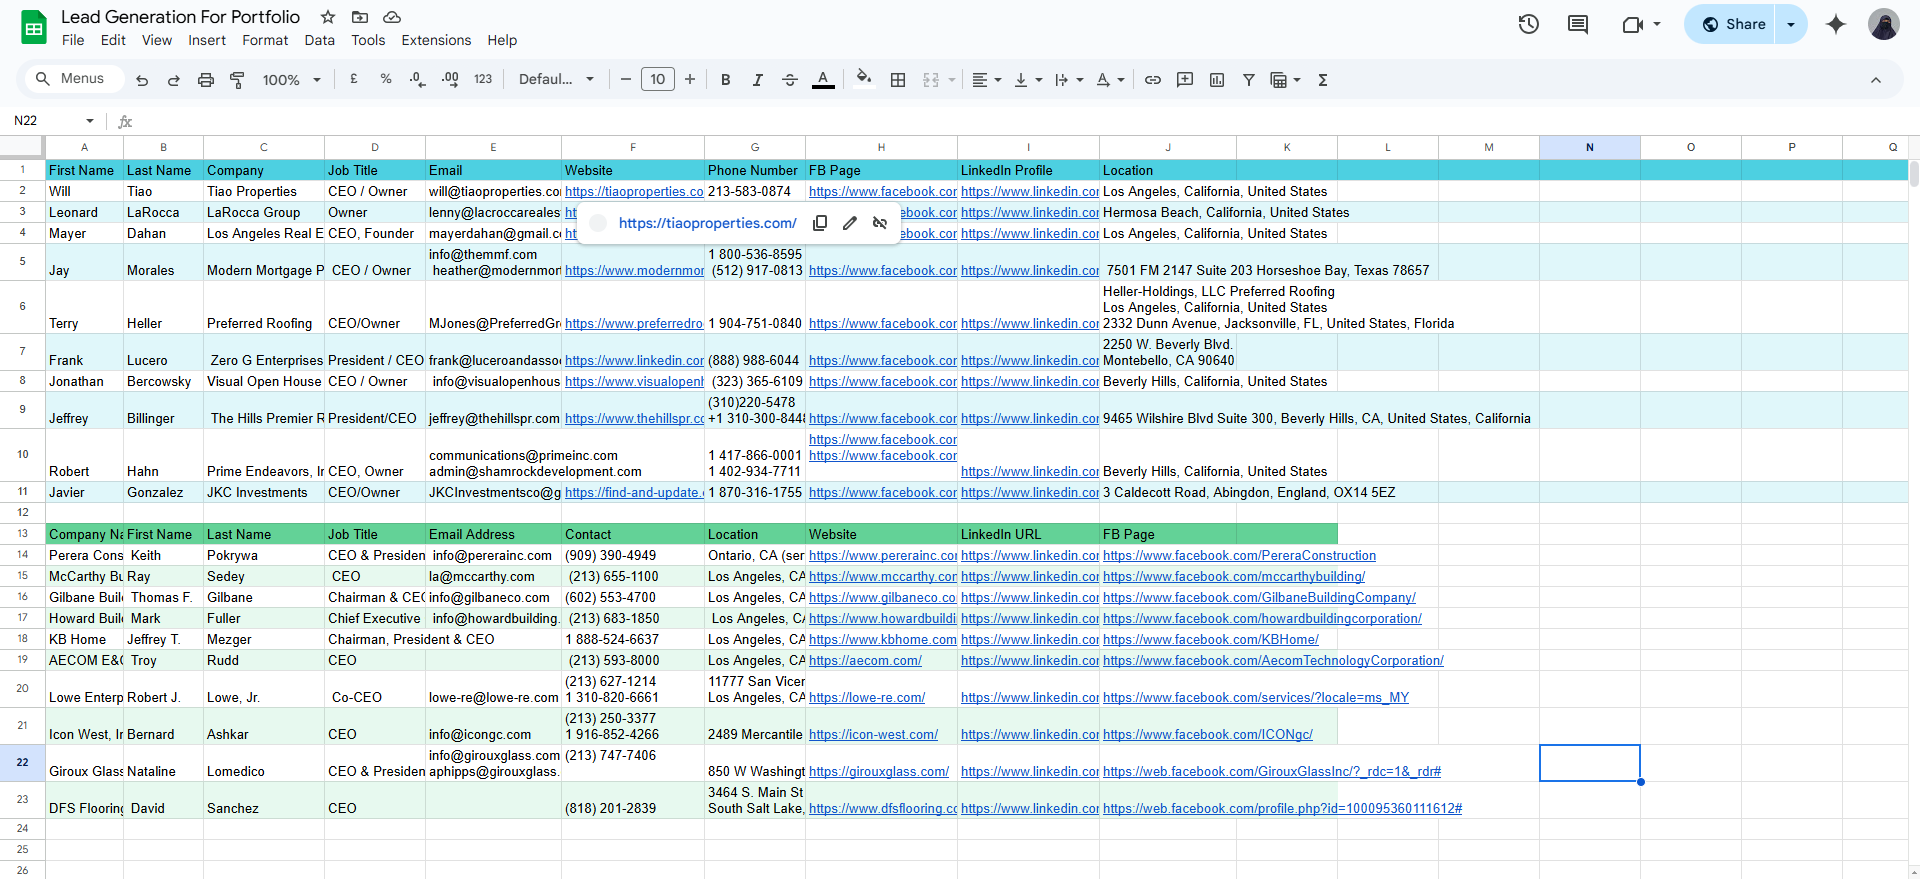 Lead Generation For Portfolio
File Edit View Insert Format Data Tools Extensions Help
Share
Menus 100% £ % .0 .00 123 Defaul... 10 B I A
N22 fx
A B C D E F G H I J K L M N O P Q
1 First Name Last Name Company Job Title Email Website Phone Number FB Page LinkedIn Profile Location
2 Will Tiao Tiao Properties CEO / Owner will@tiaoproperties.co https://tiaoproperties.co 213-583-0874 https://www.facebook.cor https://www.linkedin.cor Los Angeles, California, United States
3 Leonard LaRocca LaRocca Group Owner lenny@lacroccareales ht ebook.cor https://www.linkedin.cor Hermosa Beach, California, United States
https://tiaoproperties.com/
4 Mayer Dahan Los Angeles Real E CEO, Founder mayerdahan@gmail.c ht ebook.cor https://www.linkedin.cor Los Angeles, California, United States
info@themmf.com 1 800-536-8595
5 Jay Morales Modern Mortgage P CEO / Owner heather@modernmor https://www.modernmor (512) 917-0813 https://www.facebook.cor https://www.linkedin.cor 7501 FM 2147 Suite 203 Horseshoe Bay, Texas 78657
Heller-Holdings, LLC Preferred Roofing
Los Angeles, California, United States
6 Terry Heller Preferred Roofing CEO/Owner MJones@PreferredGr https://www.preferredro 1 904-751-0840 https://www.facebook.cor https://www.linkedin.cor 2332 Dunn Avenue, Jacksonville, FL, United States, Florida
2250 W. Beverly Blvd.
7 Frank Lucero Zero G Enterprises President / CEO frank@luceroandasso https://www.linkedin.cor (888) 988-6044 https://www.facebook.cor https://www.linkedin.cor Montebello, CA 90640
8 Jonathan Bercowsky Visual Open House CEO / Owner info@visualopenhous https://www.visualopenh (323) 365-6109 https://www.facebook.cor https://www.linkedin.cor Beverly Hills, California, United States
(310)220-5478
9 Jeffrey Billinger The Hills Premier R President/CEO jeffrey@thehillspr.com https://www.thehillspr.cc +1 310-300-8448 https://www.facebook.cor https://www.linkedin.cor 9465 Wilshire Blvd Suite 300, Beverly Hills, CA, United States, California
https://www.facebook.cor
communications@primeinc.com 1 417-866-0001 https://www.facebook.cor
10 Robert Hahn Prime Endeavors, Ir CEO, Owner admin@shamrockdevelopment.com 1 402-934-7711 https://www.linkedin.cor Beverly Hills, California, United States
11 Javier Gonzalez JKC Investments CEO/Owner JKCInvestmentsco@g https://find-and-update. 1 870-316-1755 https://www.facebook.cor https://www.linkedin.cor 3 Caldecott Road, Abingdon, England, OX14 5EZ
12
13 Company Na First Name Last Name Job Title Email Address Contact Location Website LinkedIn URL FB Page
14 Perera Cons Keith Pokrywa CEO & Presiden info@pererainc.com (909) 390-4949 Ontario, CA (ser https://www.pererainc.cor https://www.linkedin.cor https://www.facebook.com/PereraConstruction
15 McCarthy Bu Ray Sedey CEO la@mccarthy.com (213) 655-1100 Los Angeles, CA https://www.mccarthy.cor https://www.linkedin.cor https://www.facebook.com/mccarthybuilding/
16 Gilbane Buil Thomas F. Gilbane Chairman & CEO info@gilbaneco.com (602) 553-4700 Los Angeles, CA https://www.gilbaneco.co https://www.linkedin.cor https://www.facebook.com/GilbaneBuildingCompany/
17 Howard Buil Mark Fuller Chief Executive info@howardbuilding. (213) 683-1850 Los Angeles, CA https://www.howardbuildi https://www.linkedin.cor https://www.facebook.com/howardbuildingcorporation/
18 KB Home Jeffrey T. Mezger Chairman, President & CEO 1 888-524-6637 Los Angeles, CA https://www.kbhome.com https://www.linkedin.cor https://www.facebook.com/KBHome/
19 AECOM E&C Troy Rudd CEO (213) 593-8000 Los Angeles, CA https://aecom.com/ https://www.linkedin.cor https://www.facebook.com/AecomTechnologyCorporation/
(213) 627-1214 11777 San Vicer
20 Lowe Enterp Robert J. Lowe, Jr. Co-CEO lowe-re@lowe-re.com 1 310-820-6661 Los Angeles, CA https://lowe-re.com/ https://www.linkedin.cor https://www.facebook.com/services/?locale=ms_MY
(213) 250-3377
21 Icon West, Ir Bernard Ashkar CEO info@icongc.com 1 916-852-4266 2489 Mercantile https://icon-west.com/ https://www.linkedin.cor https://www.facebook.com/ICONgc/
info@girouxglass.com (213) 747-7406
22 Giroux Glass Nataline Lomedico CEO & Presiden aphipps@girouxglass. 850 W Washingt https://girouxglass.com/ https://www.linkedin.cor https://web.facebook.com/GirouxGlassInc/?_rdc=1&_rdr#
3464 S. Main St
23 DFS Flooring David Sanchez CEO (818) 201-2839 South Salt Lake, https://www.dfsflooring.cc https://www.linkedin.cor https://web.facebook.com/profile.php?id=100095360111612#
24
25
26